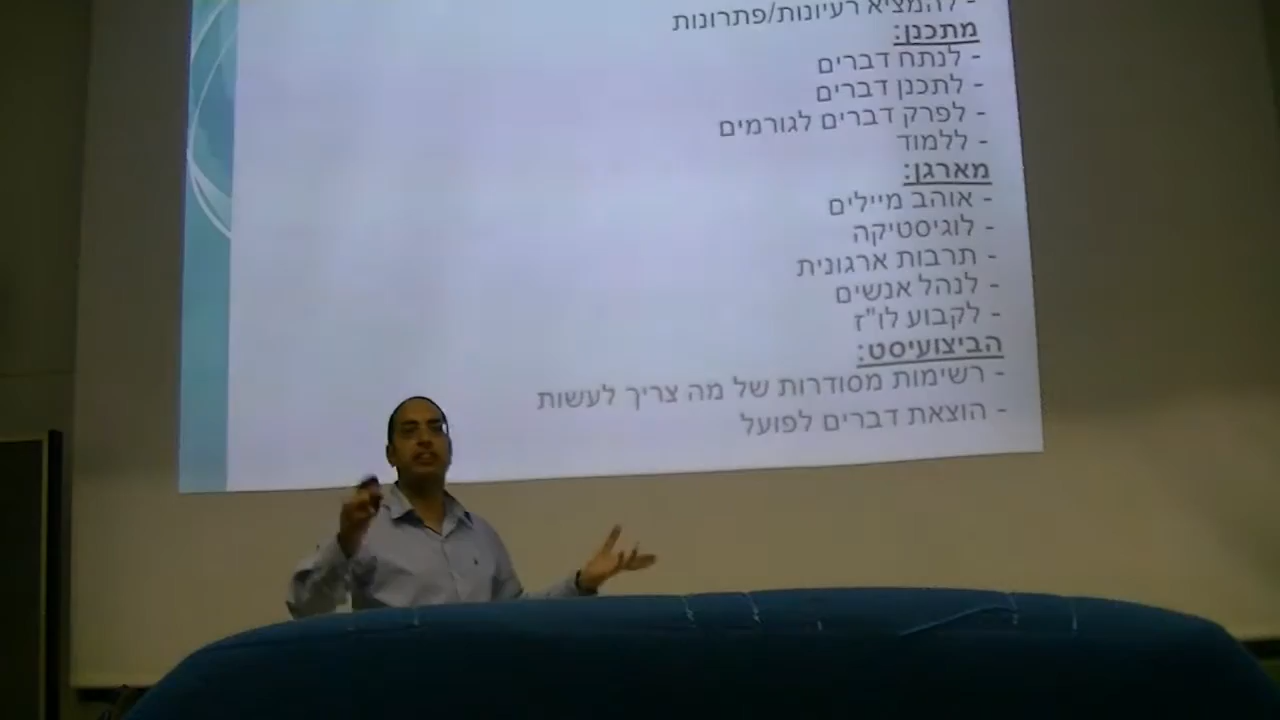 - להמציא רעיונות/פתרונות
מתכנן:
- לנתח דברים
- לתכנן דברים
- לפרק דברים לגורמים
- ללמוד
מארגן:
- אוהב מיילים
- לוגיסטיקה
- תרבות ארגונית
- לנהל אנשים
- לקבוע לו"ז
הביצועיסט:
- רשימות מסודרות של מה צריך לעשות
- הוצאת דברים לפועל